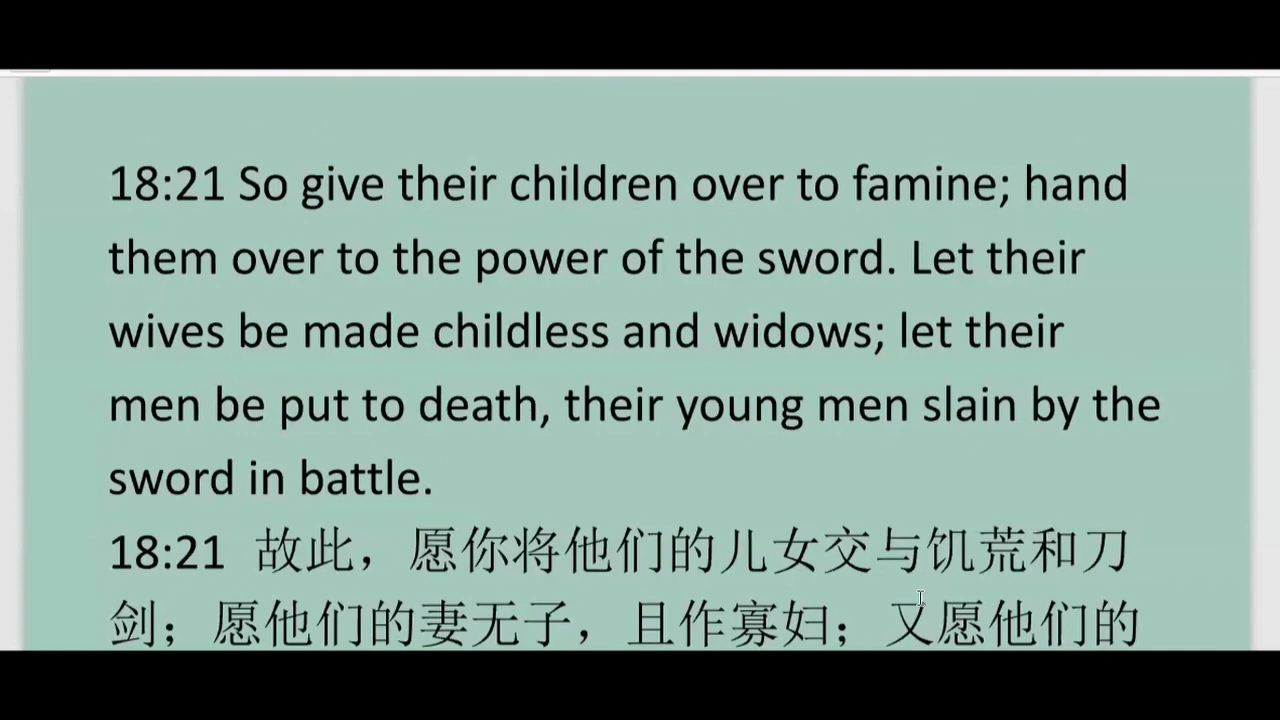 18:21 So give their children over to famine; hand
them over to the power of the sword. Let their
wives be made childless and widows; let their
men be put to death, their young men slain by the
sword in battle.
18:21 故此，愿你将他们的儿女交与饥荒和刀
剑；愿他们的妻无子，且作寡妇；又愿他们的